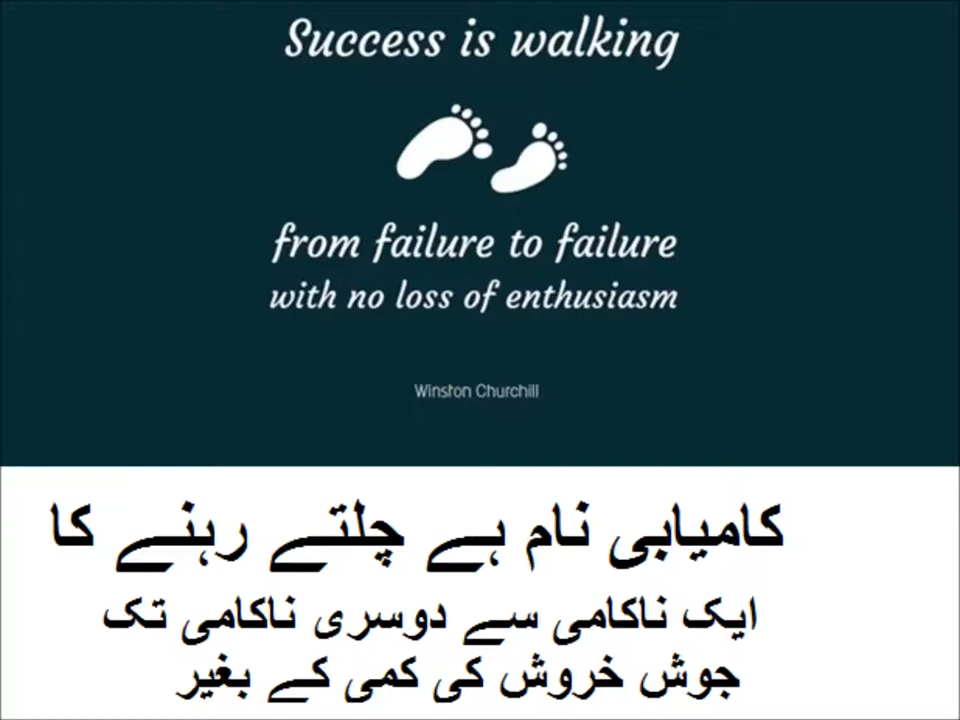 Success is walking
from failure to failure
with no loss of enthusiasm
Winston Churchill
کامیابی نام ہے چلتے رہنے کا
ایک ناکامی سے دوسری ناکامی تک
جوش خروش کی کمی کے بغیر